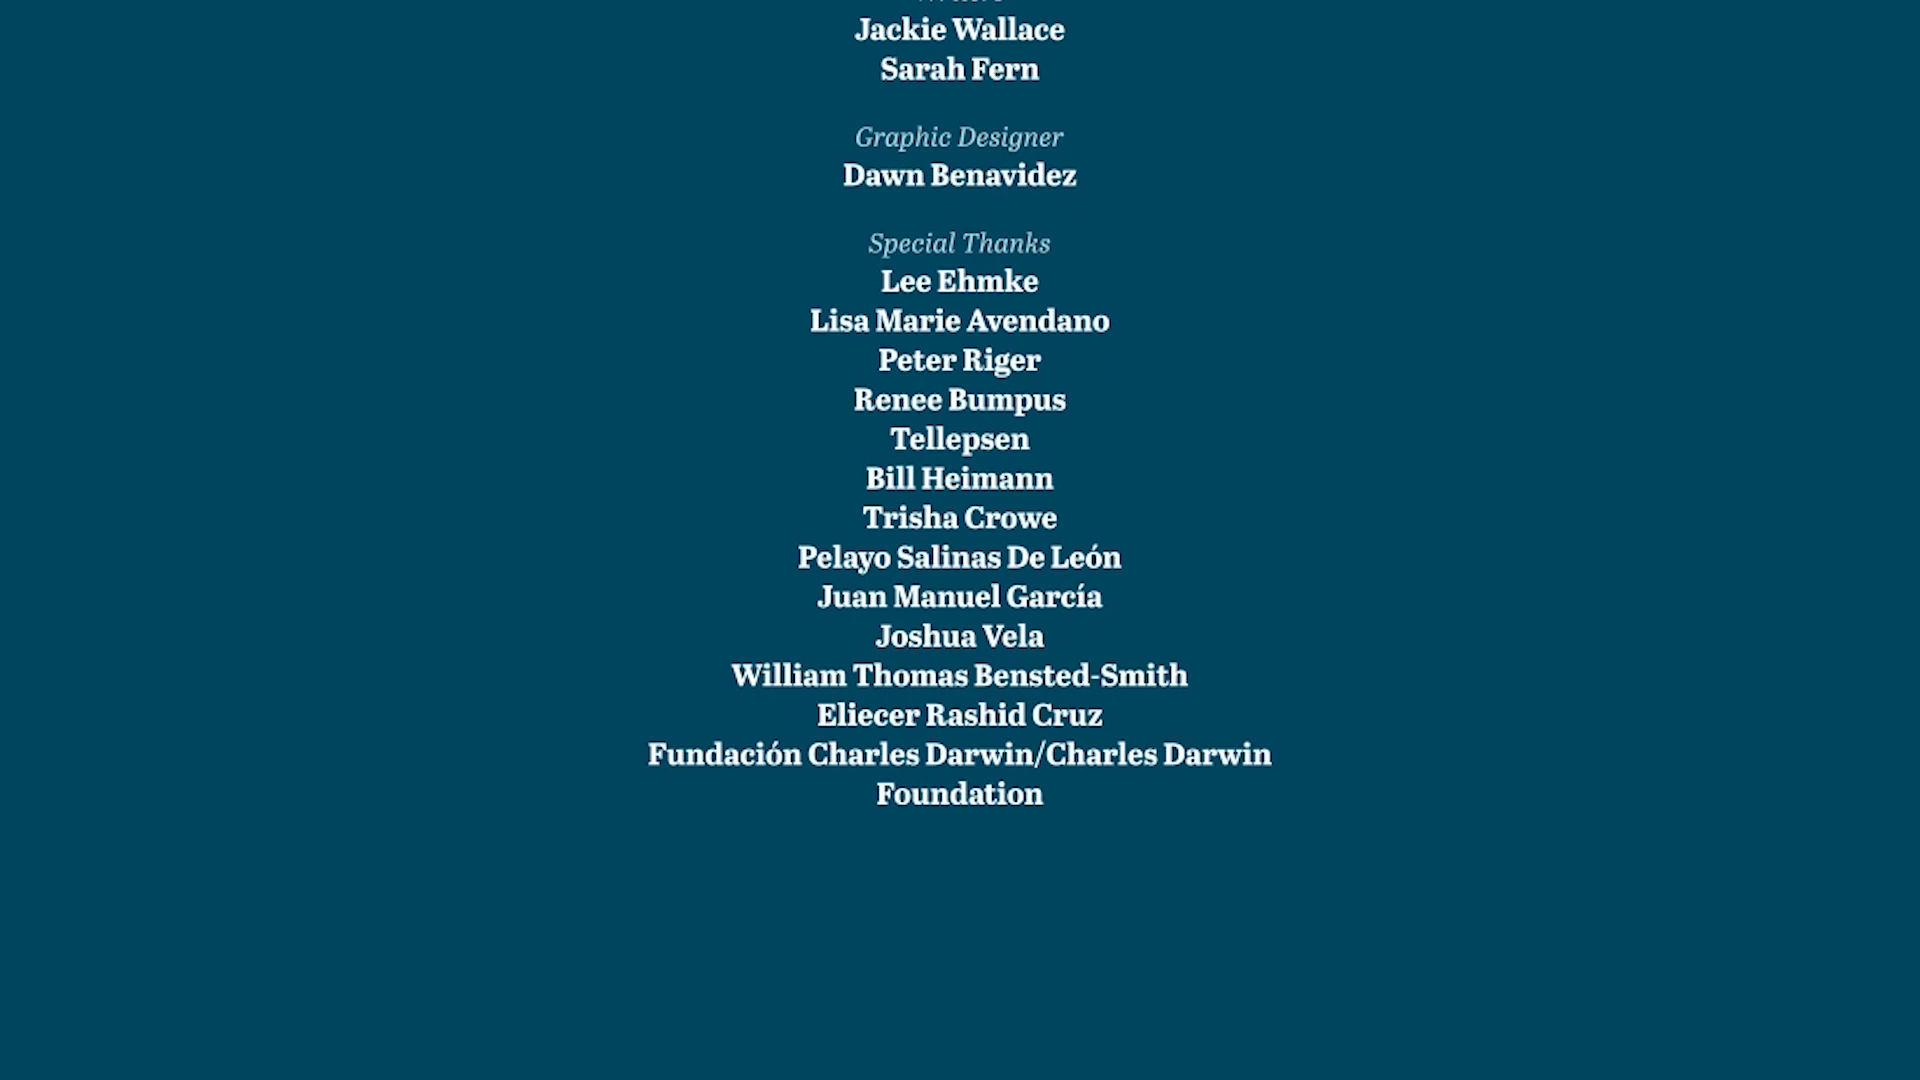 Jackie Wallace
Sarah Fern
Graphic Designer
Dawn Benavidez
Special Thanks
Lee Ehmke
Lisa Marie Avendano
Peter Riger
Renee Bumpus
Tellepsen
Bill Heimann
Trisha Crowe
Pelayo Salinas De León
Juan Manuel García
Joshua Vela
William Thomas Bensted-Smith
Eliecer Rashid Cruz
Fundación Charles Darwin/Charles Darwin
Foundation